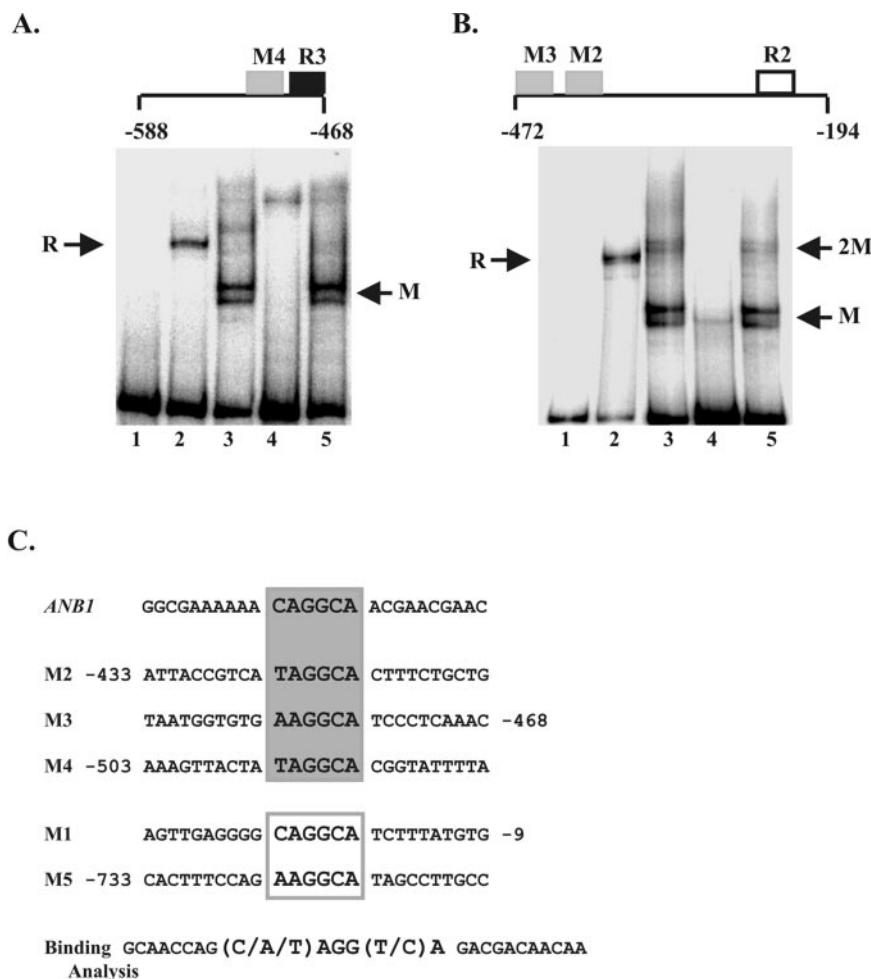 A.
M4 R3
-588 -468
R
M
1 2 3 4 5
B.
M3 M2 R2
-472 -194
R
2M
M
1 2 3 4 5
C.
ANB1 GGCGAAAAAA CAGGCA ACGAACGAAC
M2 -433 ATTACCGTCA TAGGCA CTTTCTGCTG
M3 TAATGGTGTG AAGGCA TCCCTCAAAC -468
M4 -503 AAAGTTACTA TAGGCA CGGTATTTTA
M1 AGTTGAGGGG CAGGCA TCTTTATGTG -9
M5 -733 CACTTTCCAG AAGGCA TAGCCTTGCC
Binding GCAACCAG(C/A/T)AGG(T/C)A GACGACAACAA
Analysis